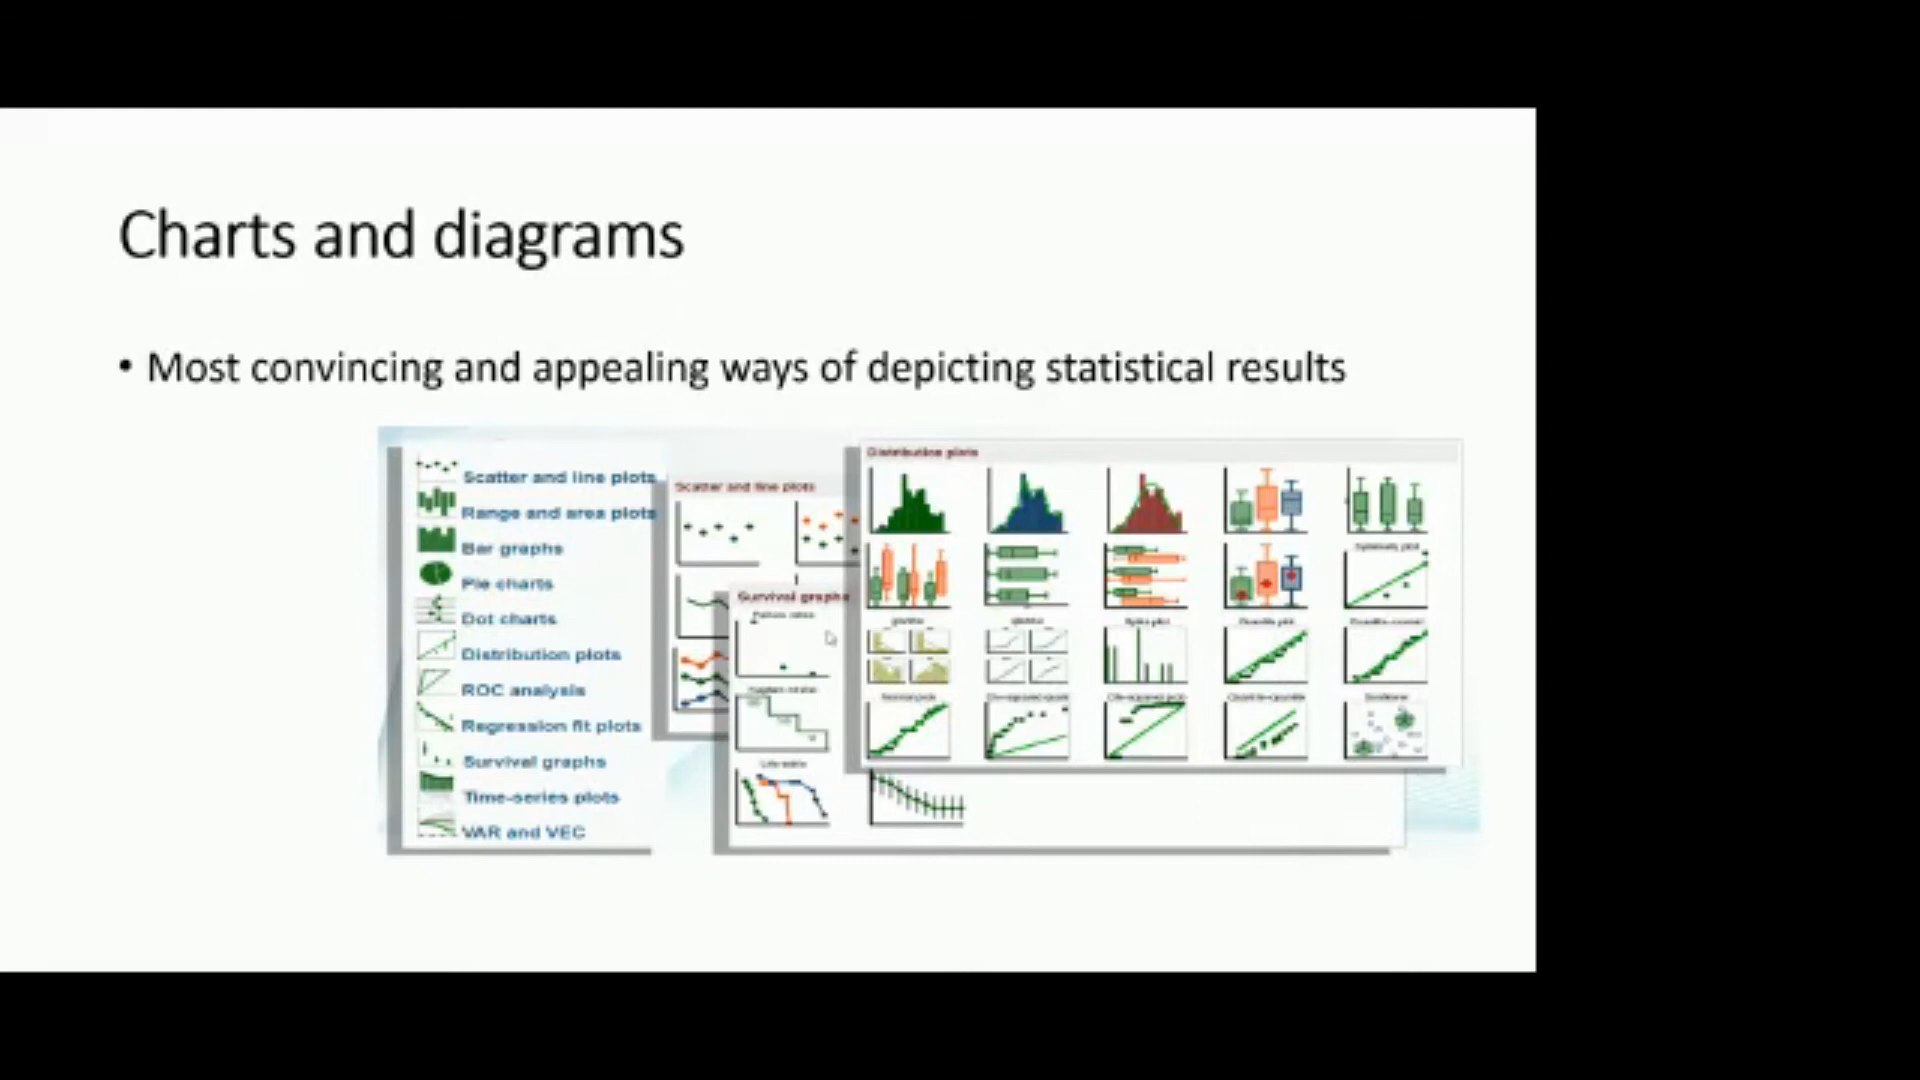 Charts and diagrams
• Most convincing and appealing ways of depicting statistical results
Scatter and line plots
Range and area plots
Bar graphs
Pie charts
Dot charts
Distribution plots
ROC analysis
Regression fit plots
Survival graphs
Time-series plots
VAR and VEC
Scatter and line plots
Survival graphs
Distribution plots